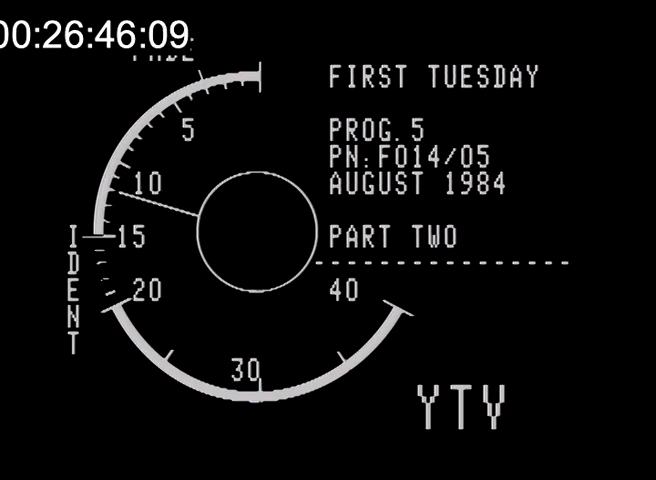 00:26:46:09
FADE
FIRST TUESDAY
5
PROG.5
PN:F014/05
10
AUGUST 1984
IDENT
15
PART TWO
20
40
30
YTV